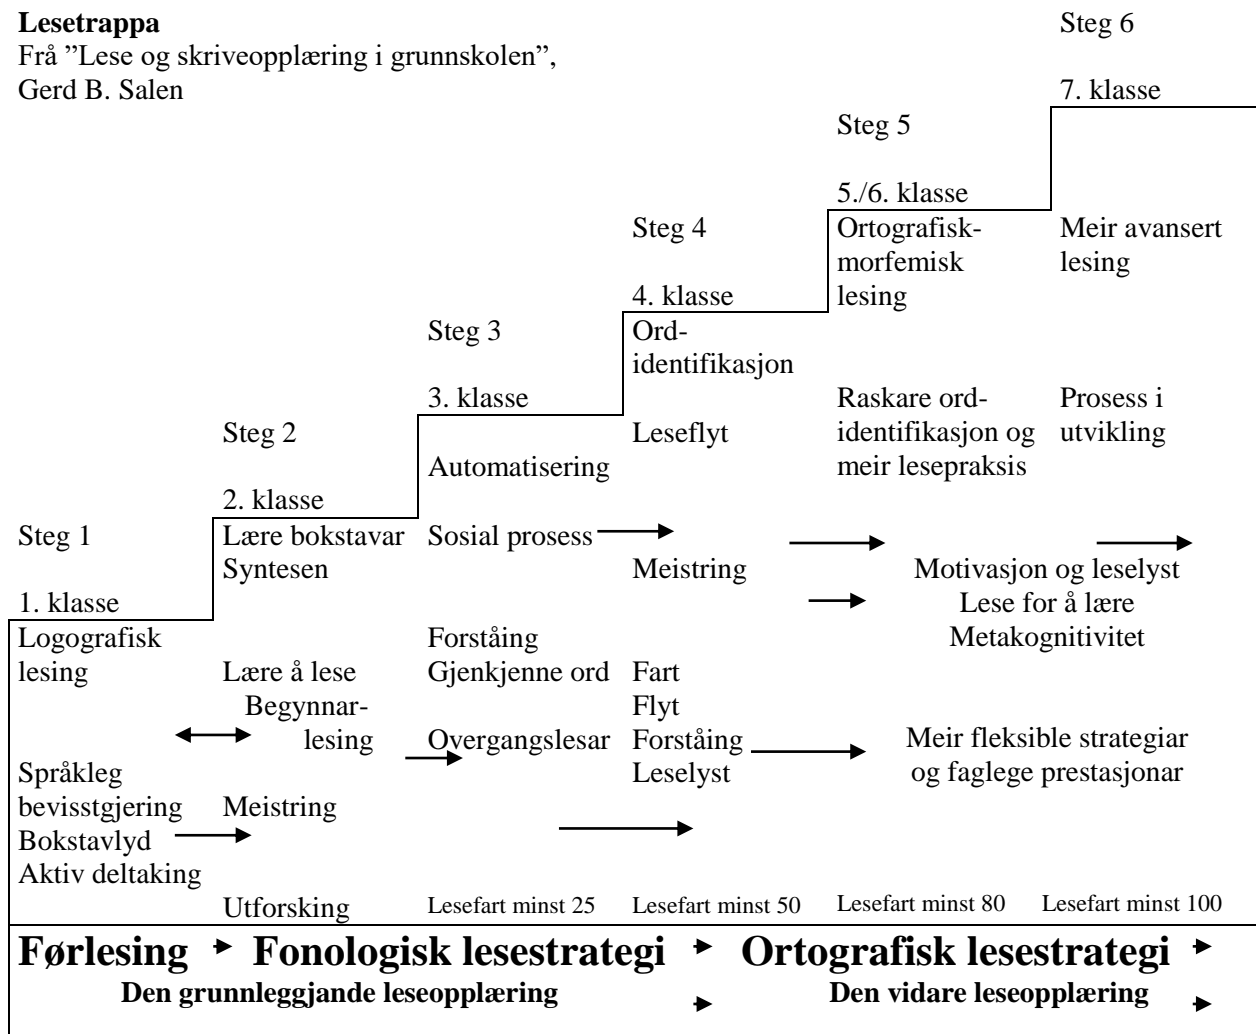 Lesetrappa
Frå ”Lese og skriveopplæring i grunnskolen”,
Gerd B. Salen
Steg 1
1. klasse
Logografisk
lesing
Språkleg
bevisstgjering
Bokstavlyd
Aktiv deltaking
Steg 2
2. klasse
Lære bokstavar
Syntesen
Lære å lese
Begynnar-
lesing
Meistring
Utforsking
Steg 3
3. klasse
Automatisering
Sosial prosess
Forståing
Gjenkjenne ord
Overgangslesar
Lesefart minst 25
Steg 4
4. klasse
Ord-
identifikasjon
Leseflyt
Meistring
Fart
Flyt
Forståing
Leselyst
Lesefart minst 50
Steg 5
5./6. klasse
Ortografisk-
morfemisk
lesing
Raskare ord-
identifikasjon og
meir lesepraksis
Steg 6
7. klasse
Meir avansert
lesing
Prosess i
utvikling
Motivasjon og leselyst
Lese for å lære
Metakognitivitet
Meir fleksible strategiar
og faglege prestasjonar
Lesefart minst 80
Lesefart minst 100
Førlesing
Fonologisk lesestrategi
Ortografisk lesestrategi
Den grunnleggjande leseopplæring
Den vidare leseopplæring